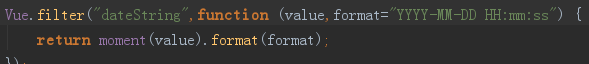 Vue.filter("dateString",function (value,format="YYYY-MM-DD HH:mm:ss") {
return moment(value).format(format);
});